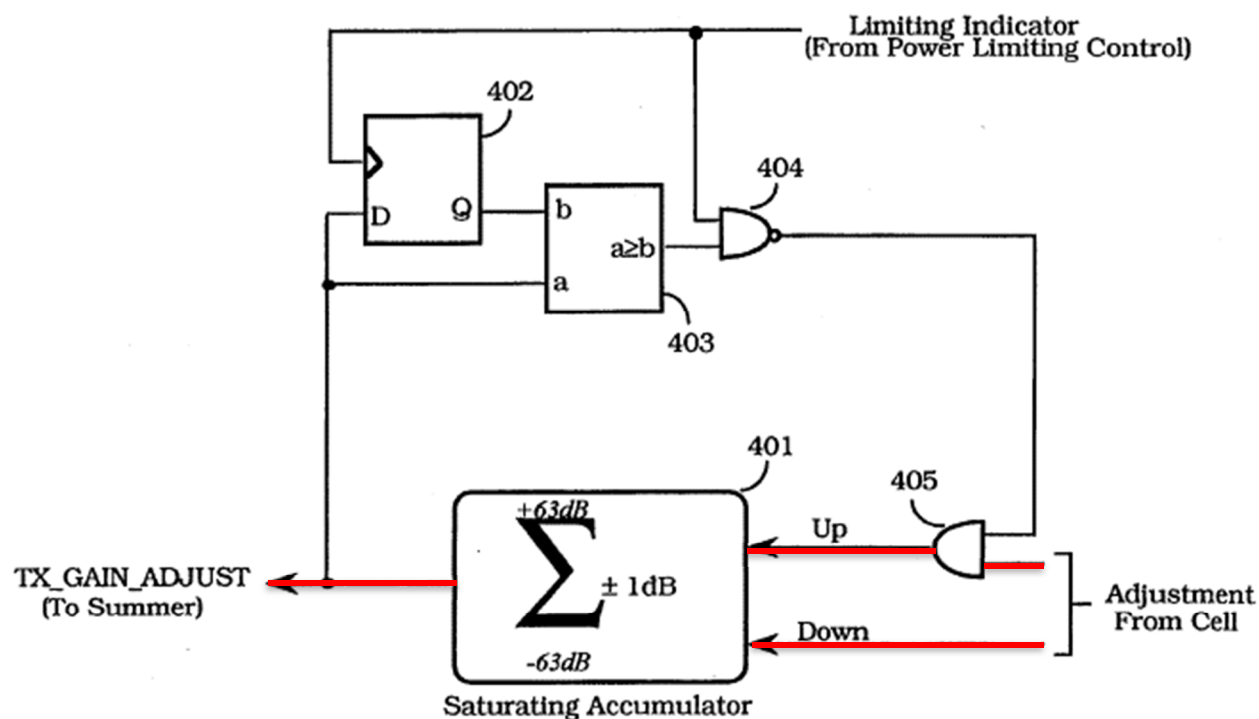 Limiting Indicator
(From Power Limiting Control)
402
404
D
Q
b
a≥b
a
403
401
405
+63dB
Up
Σ
± 1dB
TX_GAIN_ADJUST
(To Summer)
Adjustment
From Cell
Down
-63dB
Saturating Accumulator